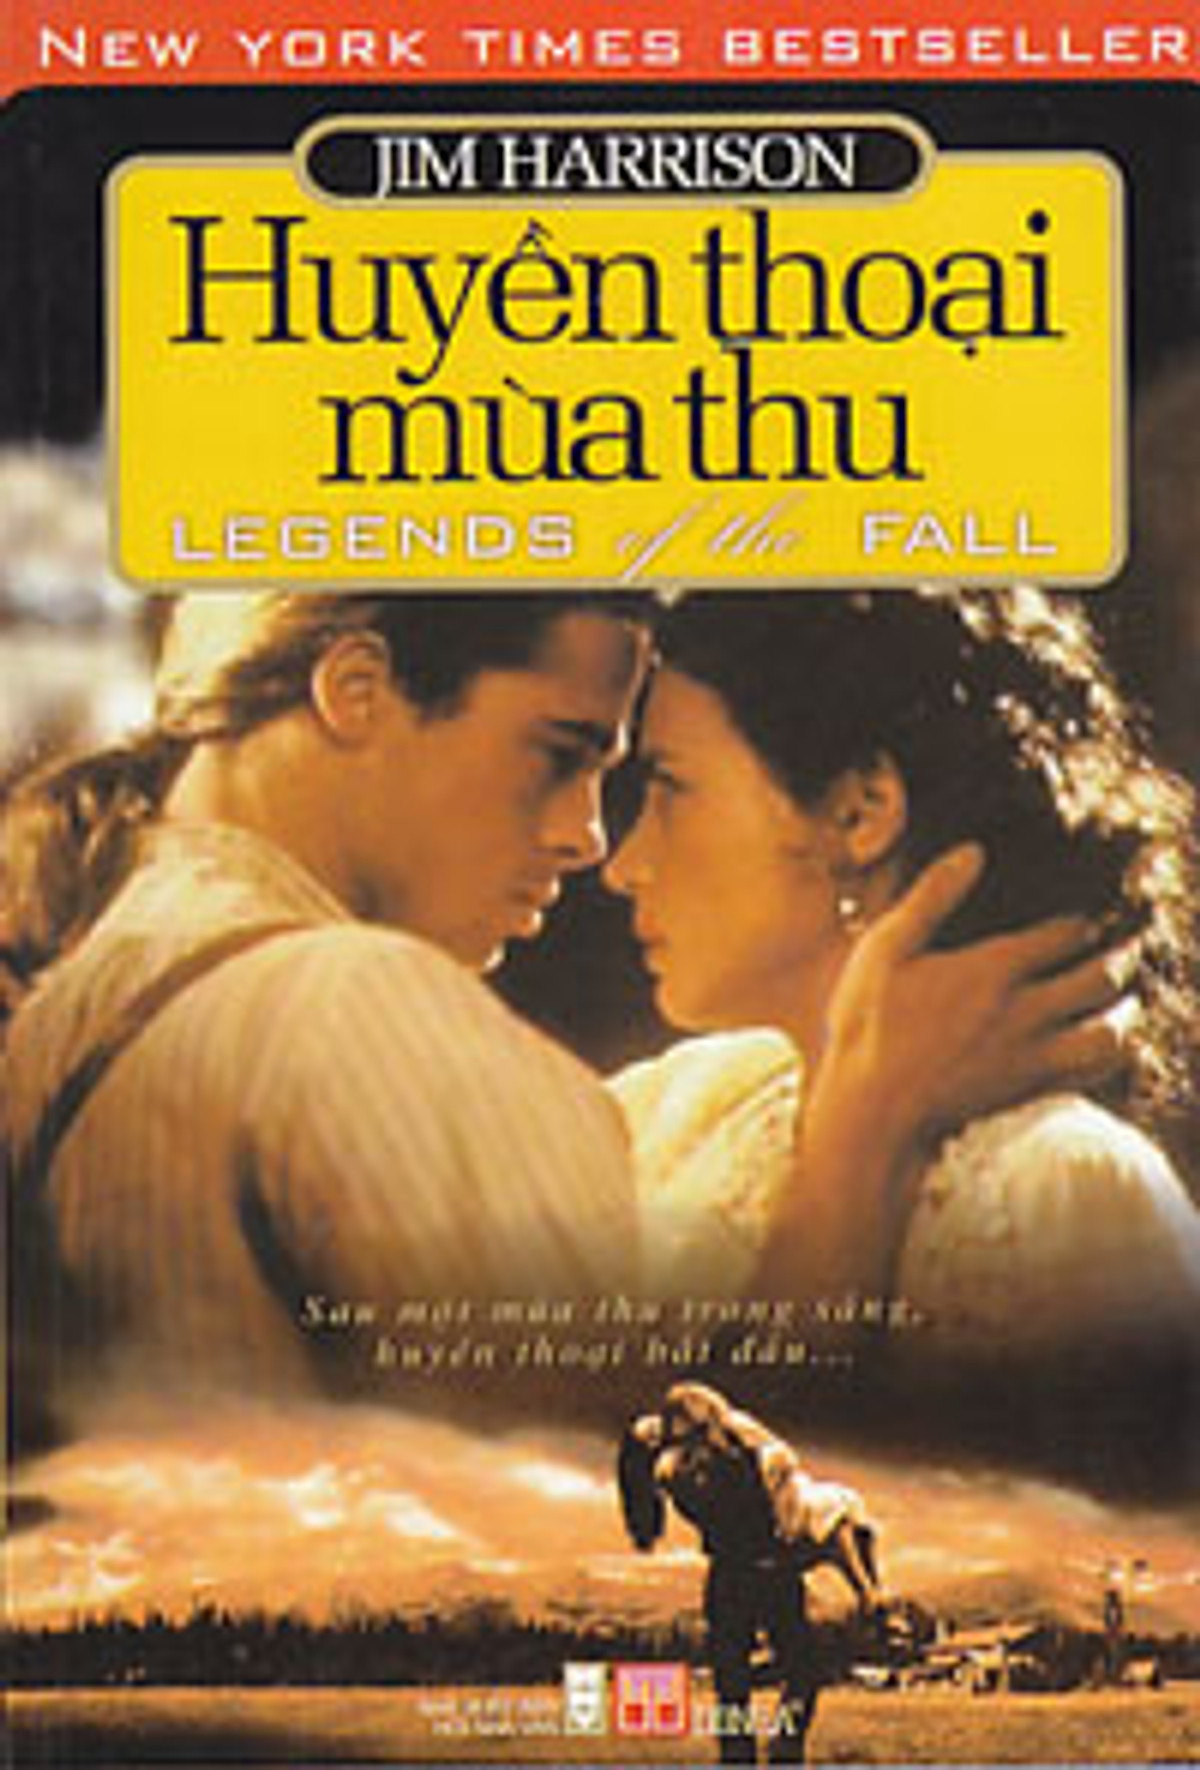 NEW YORK TIMES BESTSELLER
JIM HARRISON
Huyền thoại
mùa thu
LEGENDS of the FALL
Sau một mùa thu trong sáng,
huyền thoại bắt đầu...